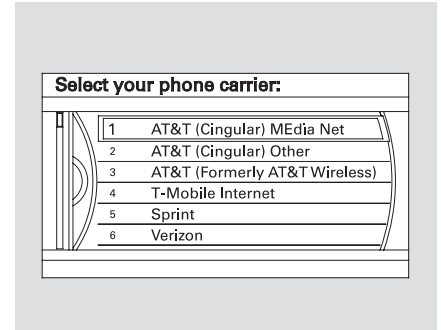 Select your phone carrier:
1 AT&T (Cingular) MEdia Net
2 AT&T (Cingular) Other
3 AT&T (Formerly AT&T Wireless)
4 T-Mobile Internet
5 Sprint
6 Verizon